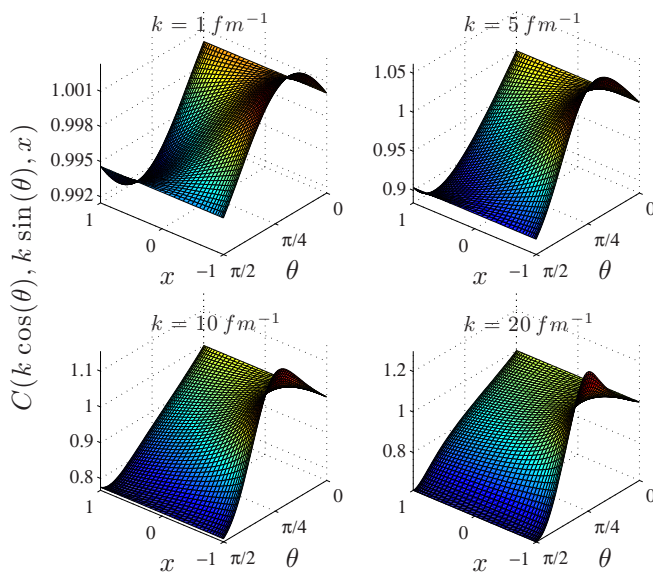 k = 1 fm⁻¹
k = 5 fm⁻¹
1.001
0.998
0.995
0.992
1.05
1
0.95
0.9
1
0
−1
π/2
π/4
0
x
θ
1
0
−1
π/2
π/4
0
x
θ
C(k cos(θ), k sin(θ), x)
k = 10 fm⁻¹
k = 20 fm⁻¹
1.1
1
0.9
0.8
1.2
1
0.8
1
0
−1
π/2
π/4
0
x
θ
1
0
−1
π/2
π/4
0
x
θ